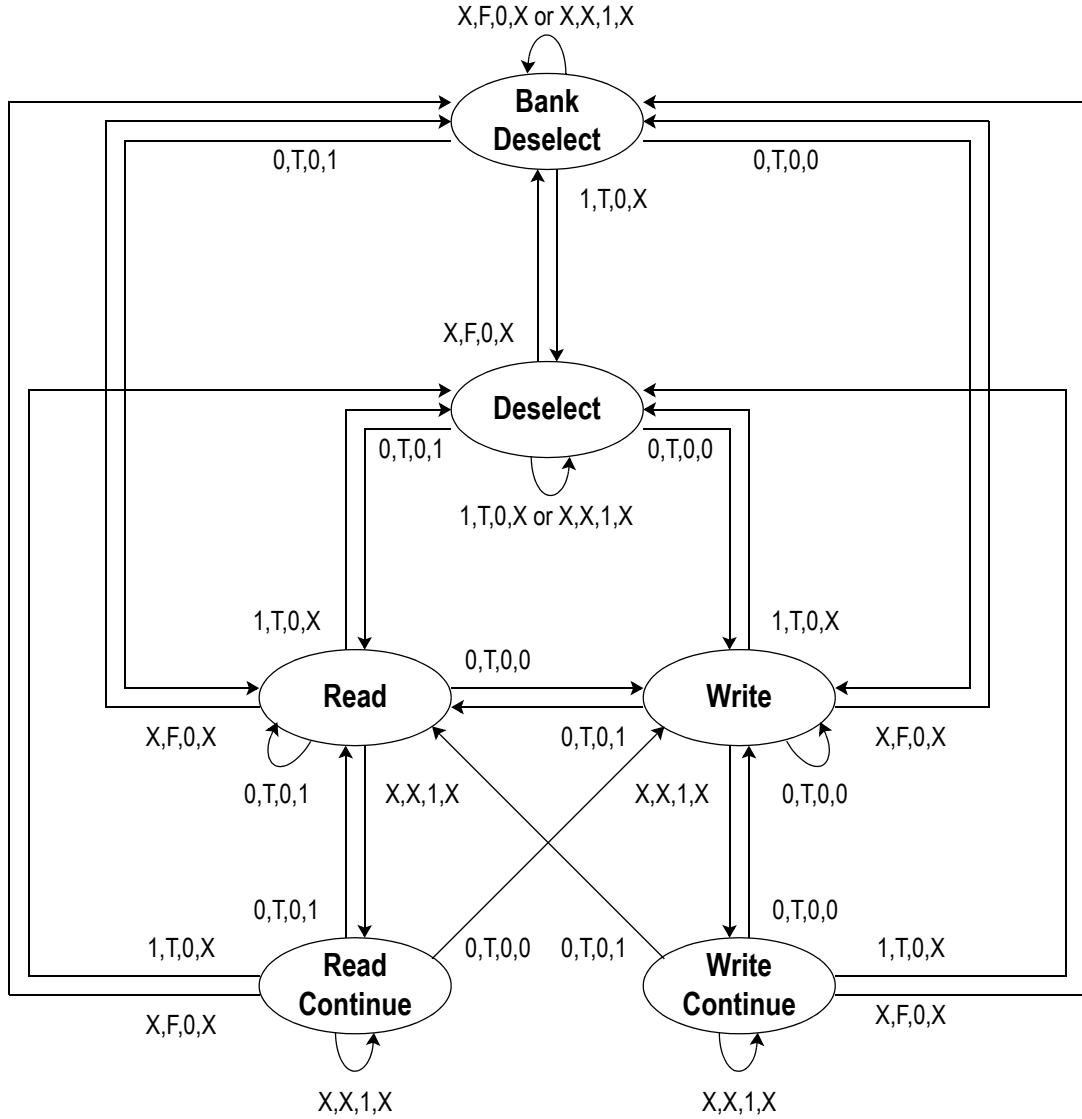 X,F,0,X or X,X,1,X
Bank
Deselect
0,T,0,1
0,T,0,0
1,T,0,X
X,F,0,X
Deselect
0,T,0,1
0,T,0,0
1,T,0,X or X,X,1,X
1,T,0,X
1,T,0,X
0,T,0,0
Read
Write
X,F,0,X
0,T,0,1
X,F,0,X
0,T,0,1
X,X,1,X
X,X,1,X
0,T,0,0
0,T,0,1
0,T,0,0
1,T,0,X
0,T,0,0
0,T,0,1
1,T,0,X
Read
Continue
Write
Continue
X,F,0,X
X,F,0,X
X,X,1,X
X,X,1,X